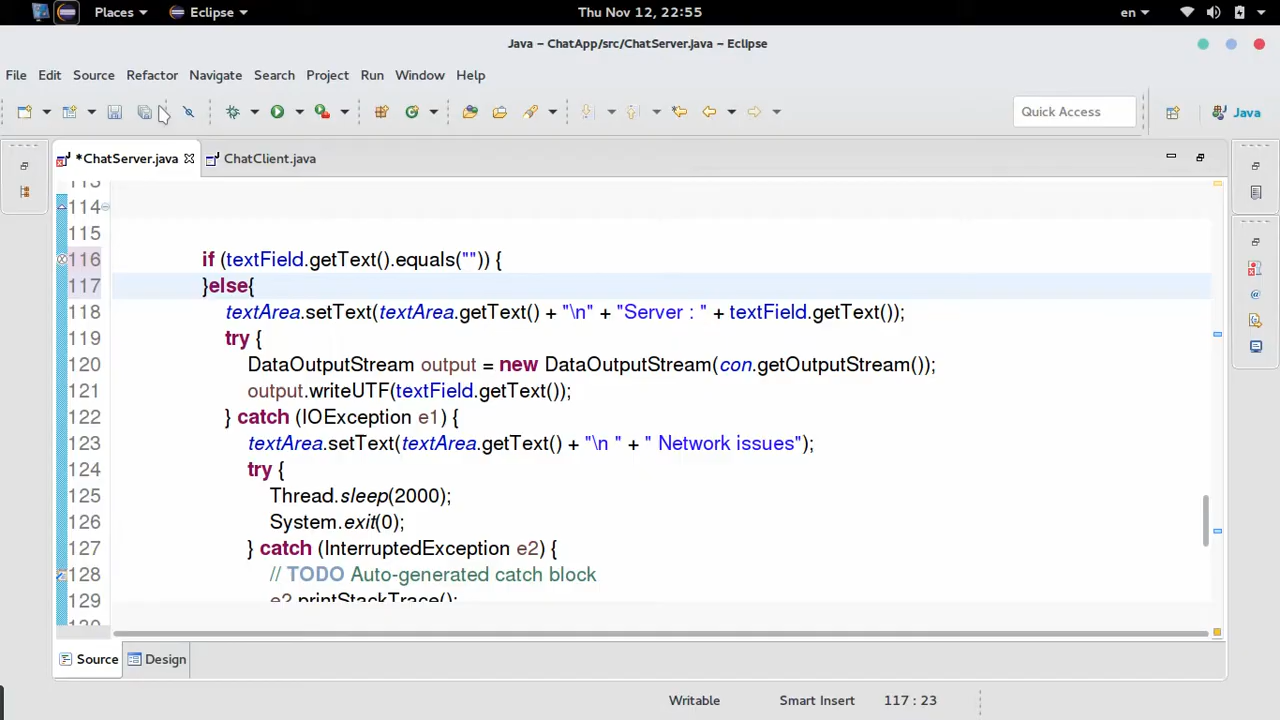 Places Eclipse Thu Nov 12, 22:55 en
Java – ChatApp/src/ChatServer.java – Eclipse
File Edit Source Refactor Navigate Search Project Run Window Help
Quick Access Java
*ChatServer.java ChatClient.java
113
114
115
116 if (textField.getText().equals("")) {
117 }else{
118 textArea.setText(textArea.getText() + "\n" + "Server : " + textField.getText());
119 try {
120 DataOutputStream output = new DataOutputStream(con.getOutputStream());
121 output.writeUTF(textField.getText());
122 } catch (IOException e1) {
123 textArea.setText(textArea.getText() + "\n " + " Network issues");
124 try {
125 Thread.sleep(2000);
126 System.exit(0);
127 } catch (InterruptedException e2) {
128 // TODO Auto-generated catch block
129 e2.printStackTrace();
130
Source Design
Writable Smart Insert 117 : 23